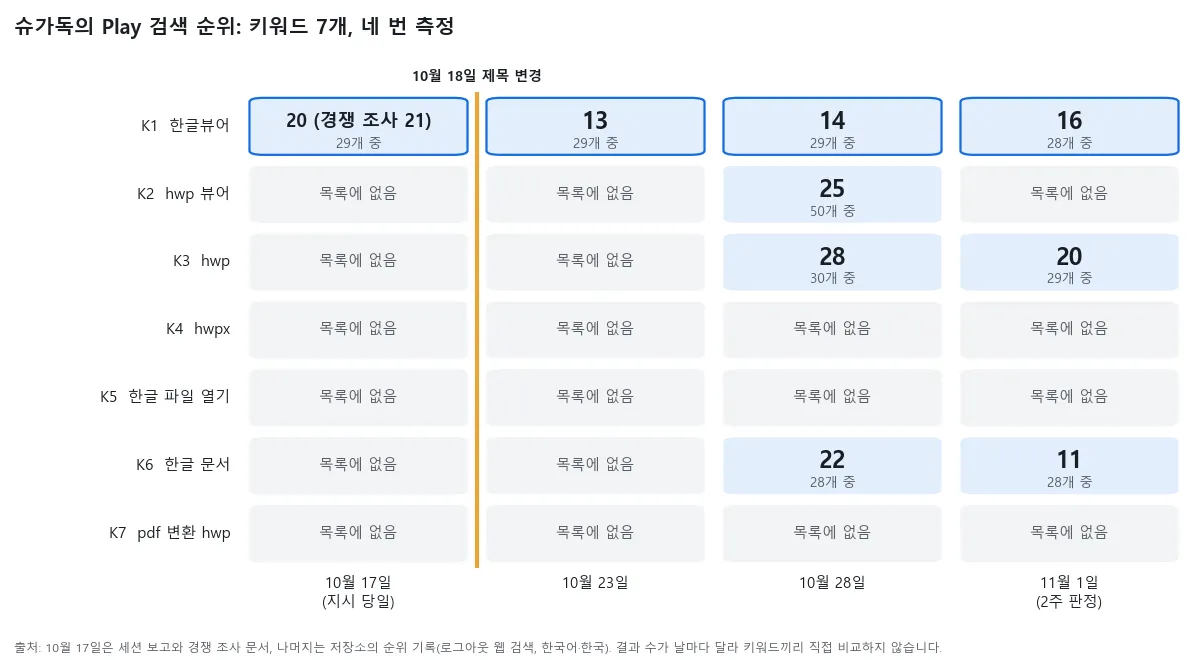 슈가독의 Play 검색 순위: 키워드 7개, 네 번 측정
10월 18일 제목 변경
K1 한글뷰어
20 (경쟁 조사 21)
29개 중
13
29개 중
14
29개 중
16
28개 중
K2 hwp 뷰어
목록에 없음
목록에 없음
25
50개 중
목록에 없음
K3 hwp
목록에 없음
목록에 없음
28
30개 중
20
29개 중
K4 hwpx
목록에 없음
목록에 없음
목록에 없음
목록에 없음
K5 한글 파일 열기
목록에 없음
목록에 없음
목록에 없음
목록에 없음
K6 한글 문서
목록에 없음
목록에 없음
22
28개 중
11
28개 중
K7 pdf 변환 hwp
목록에 없음
목록에 없음
목록에 없음
목록에 없음
10월 17일
(지시 당일)
10월 23일
10월 28일
11월 1일
(2주 판정)
출처: 10월 17일은 세션 보고와 경쟁 조사 문서, 나머지는 저장소의 순위 기록(로그아웃 웹 검색, 한국어·한국). 결과 수가 날마다 달라 키워드끼리 직접 비교하지 않습니다.